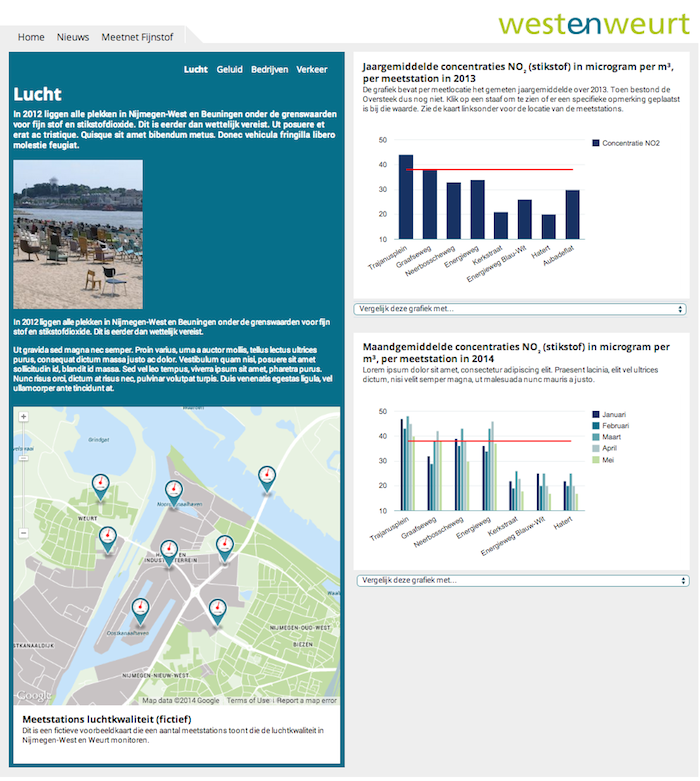 westenweurt
Home Nieuws Meetnet Fijnstof
Lucht Geluid Bedrijven Verkeer
Lucht
In 2012 liggen alle plekken in Nijmegen-West en Beuningen onder de grenswaarden
voor fijn stof en stikstofdioxide. Dit is eerder dan wettelijk vereist. Ut posuere et
erat ac tristique. Quisque sit amet bibendum metus. Donec vehicula fringilla libero
molestie feugiat.
In 2012 liggen alle plekken in Nijmegen-West en Beuningen onder de grenswaarden voor fijn
stof en stikstofdioxide. Dit is eerder dan wettelijk vereist.
Ut gravida sed magna nec semper. Proin varius, urna a auctor mollis, tellus lectus ultrices
purus, consequat dictum massa justo ac dolor. Vestibulum quam nisi, posuere sit amet
sollicitudin id, blandit id massa. Sed vel leo tempus, viverra ipsum sit amet, pharetra purus.
Nunc risus orci, dictum at risus nec, pulvinar volutpat turpis. Duis venenatis egestas ligula, vel
ullamcorper ante tincidunt at.
Grindgat
WEURT
INDUSTRIETERREIN
Ooyskanaalhaven
STKANAALDIJK
NIJMEGEN-OUD-WEST
BIEZEN
NIJMEGEN-NIEUW-WEST
Google
Map data ©2014 Google Terms of Use Report a map error
Meetstations luchtkwaliteit (fictief)
Dit is een fictieve voorbeeldkaart die een aantal meetstations toont die de luchtkwaliteit in
Nijmegen-West en Weurt monitoren.
Jaargemiddelde concentraties NO₂ (stikstof) in microgram per m³,
per meetstation in 2013
De grafiek bevat per meetlocatie het gemeten jaargemiddelde over 2013. Toen bestond de
Oversteek dus nog niet. Klik op een staaf om te zien of er een specifieke opmerking geplaatst
is bij die waarde. Zie de kaart linksonder voor de locatie van de meetstations.
50
40
30
20
10
Concentratie NO2
Trajanusplein
Graafseweg
Neerbosscheweg
Energieweg
Kerkstraat
Energieweg Blau-Wit
Hatert
Aubadeflat
Vergelijk deze grafiek met...
Maandgemiddelde concentraties NO₂ (stikstof) in microgram per
m³, per meetstation in 2014
Lorem ipsum dolor sit amet, consectetur adipiscing elit. Praesent lacinia, elit vel ultrices
dictum, nisi velit semper magna, ut malesuada nunc mauris a justo.
50
40
30
20
10
Januari
Februari
Maart
April
Mei
Trajanusplein
Graafseweg
Neerbosscheweg
Energieweg
Kerkstraat
Energieweg Blauw-Wit
Hatert
Vergelijk deze grafiek met...